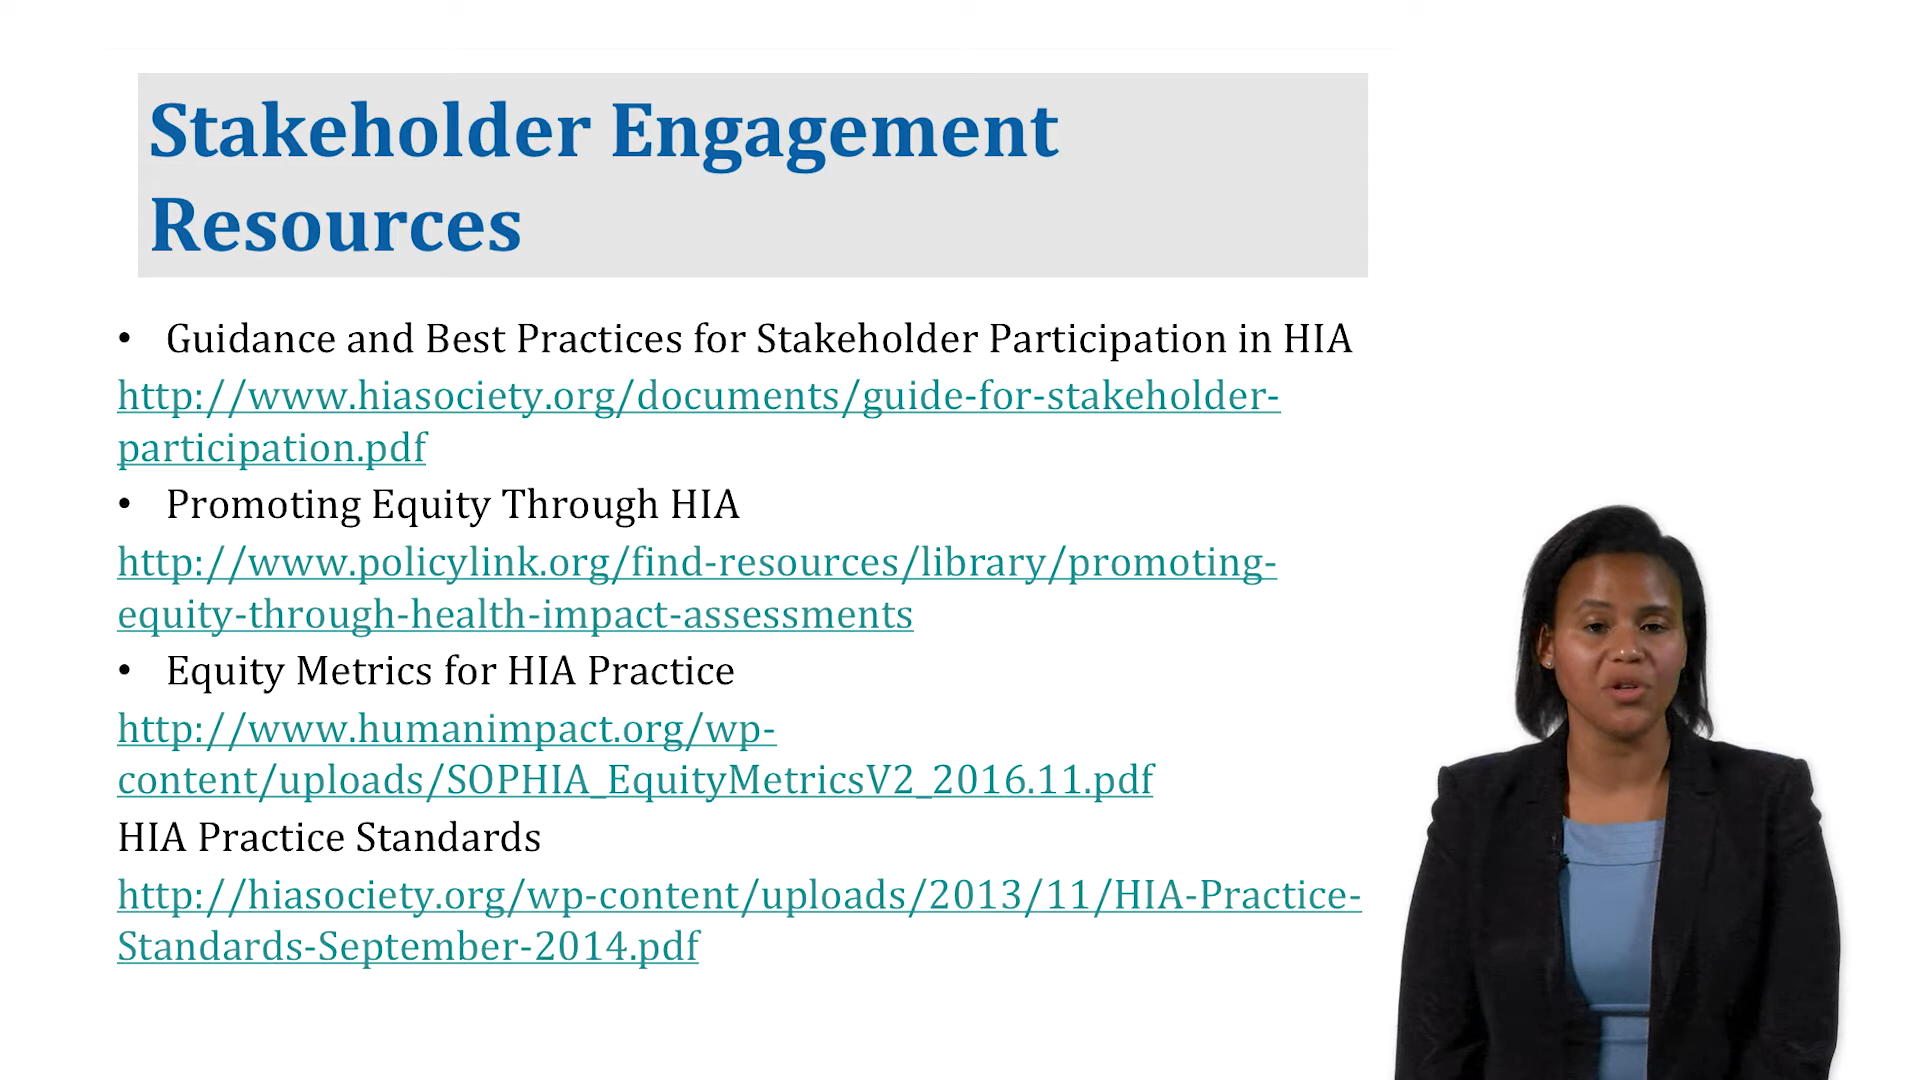 Stakeholder Engagement
Resources
• Guidance and Best Practices for Stakeholder Participation in HIA
http://www.hiasociety.org/documents/guide-for-stakeholder-
participation.pdf
• Promoting Equity Through HIA
http://www.policylink.org/find-resources/library/promoting-
equity-through-health-impact-assessments
• Equity Metrics for HIA Practice
http://www.humanimpact.org/wp-
content/uploads/SOPHIA_EquityMetricsV2_2016.11.pdf
HIA Practice Standards
http://hiasociety.org/wp-content/uploads/2013/11/HIA-Practice-
Standards-September-2014.pdf